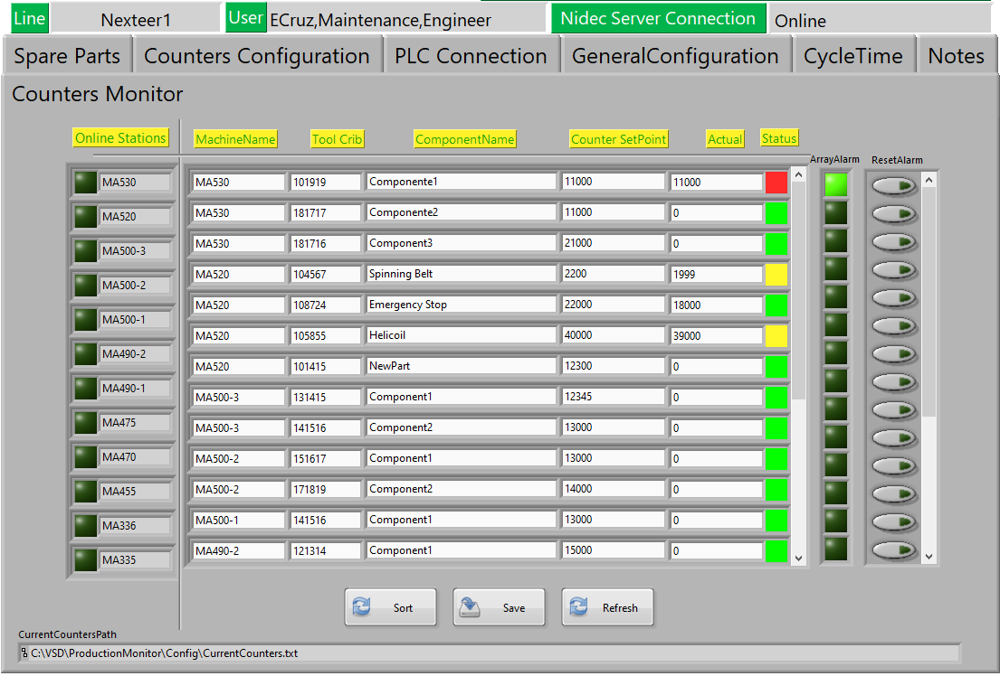 Line Nexteer1 User ECruz,Maintenance,Engineer Nidec Server Connection Online
Spare Parts Counters Configuration PLC Connection GeneralConfiguration CycleTime Notes
Counters Monitor
Online Stations MachineName Tool Crib ComponentName Counter SetPoint Actual Status
ArrayAlarm ResetAlarm
MA530 MA530 101919 Componente1 11000 11000
MA520 MA530 181717 Componente2 11000 0
MA500-3 MA530 181716 Component3 21000 0
MA500-2 MA520 104567 Spinning Belt 2200 1999
MA500-1 MA520 108724 Emergency Stop 22000 18000
MA490-2 MA520 105855 Helicoil 40000 39000
MA490-1 MA520 101415 NewPart 12300 0
MA475 MA500-3 131415 Component1 12345 0
MA470 MA500-3 141516 Component2 13000 0
MA455 MA500-2 151617 Component1 13000 0
MA336 MA500-2 171819 Component2 14000 0
MA335 MA500-1 141516 Component1 13000 0
MA490-2 121314 Component1 15000 0
Sort Save Refresh
CurrentCountersPath
C:\VSD\ProductionMonitor\Config\CurrentCounters.txt